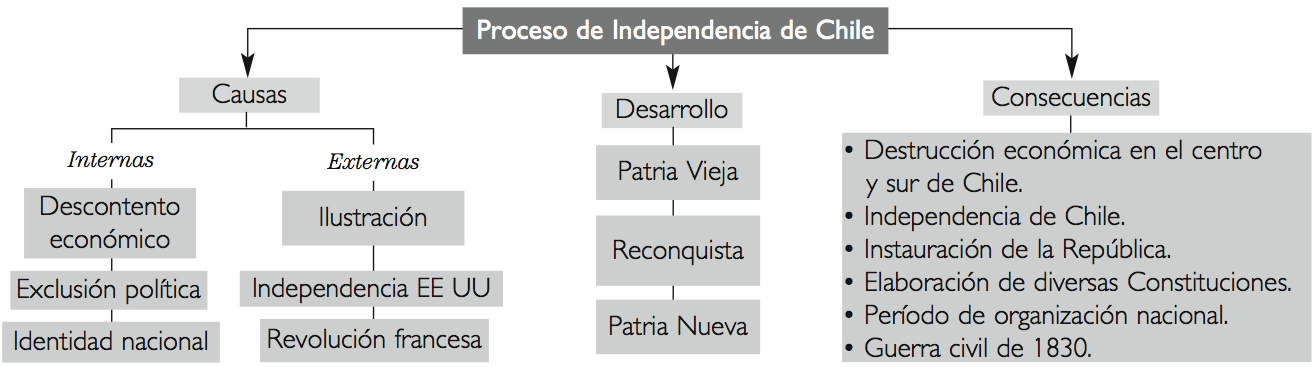 Proceso de Independencia de Chile
Causas
Internas
Descontento
económico
Exclusión política
Identidad nacional
Externas
Ilustración
Independencia EE UU
Revolución francesa
Desarrollo
Patria Vieja
Reconquista
Patria Nueva
Consecuencias
• Destrucción económica en el centro
y sur de Chile.
• Independencia de Chile.
• Instauración de la República.
• Elaboración de diversas Constituciones.
• Período de organización nacional.
• Guerra civil de 1830.